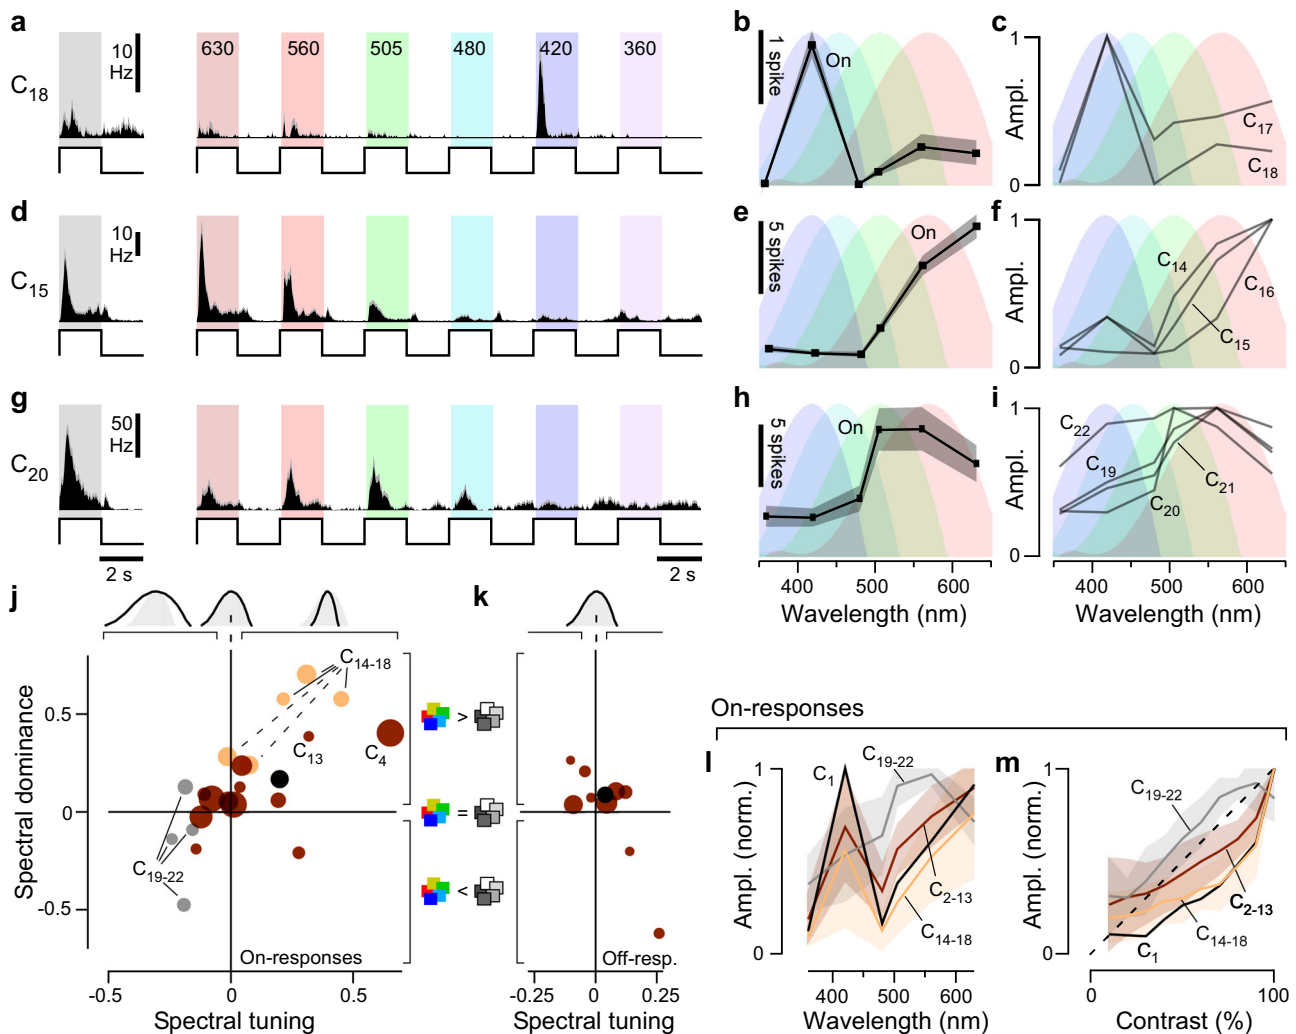 a
C18
10
Hz
630
560
505
480
420
360
b
1 spike
On
c
1
Ampl.
0
C17
C18
d
C15
10
Hz
e
5 spikes
On
f
1
Ampl.
0
C14
C16
C15
g
C20
50
Hz
2 s
2 s
h
5 spikes
On
400
500
600
Wavelength (nm)
i
1
Ampl.
0
C22
C19
C21
C20
400
500
600
Wavelength (nm)
j
Spectral dominance
0.5
0
-0.5
C14-18
C13
C4
C19-22
On-responses
-0.5
0
0.5
Spectral tuning
>
=
<
k
Off-resp.
-0.25
0
0.25
Spectral tuning
On-responses
l
Ampl. (norm.)
1
0
C1
C19-22
C2-13
C14-18
400
500
600
Wavelength (nm)
m
Ampl. (norm.)
1
0
C19-22
C2-13
C14-18
C1
0
100
Contrast (%)